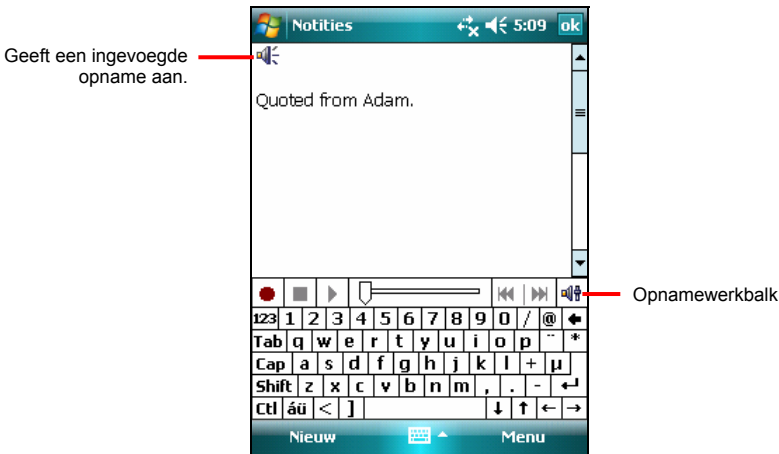 Notities 5:09 ok
Geeft een ingevoegde
opname aan.
Quoted from Adam.
Opnamewerkbalk
123 1 2 3 4 5 6 7 8 9 0 / @
Tab q w e r t y u i o p ¨ *
Cap a s d f g h j k l + µ
Shift z x c v b n m , . -
Ctl áü < ]
Nieuw Menu